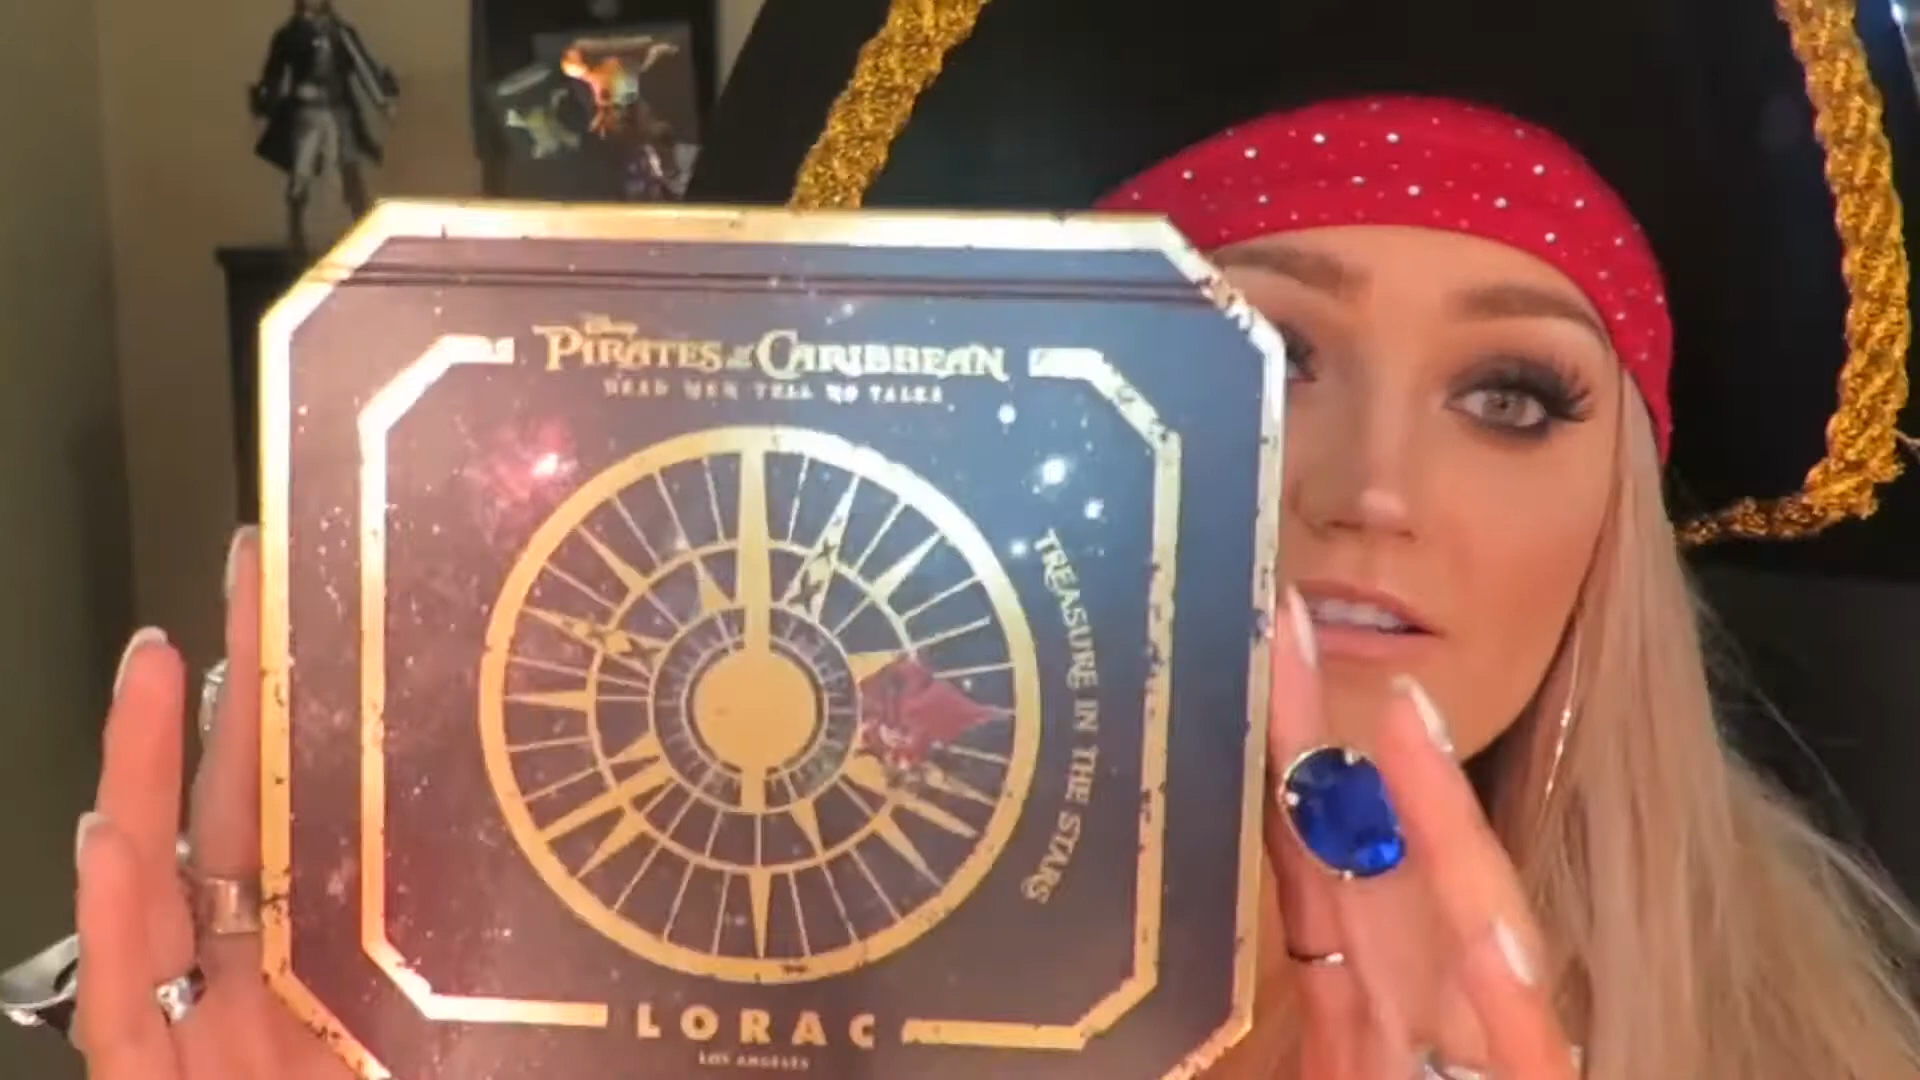 Disney
PIRATES of the CARIBBEAN
DEAD MEN TELL NO TALES
TREASURE IN THE STARS
LORAC
LOS ANGELES